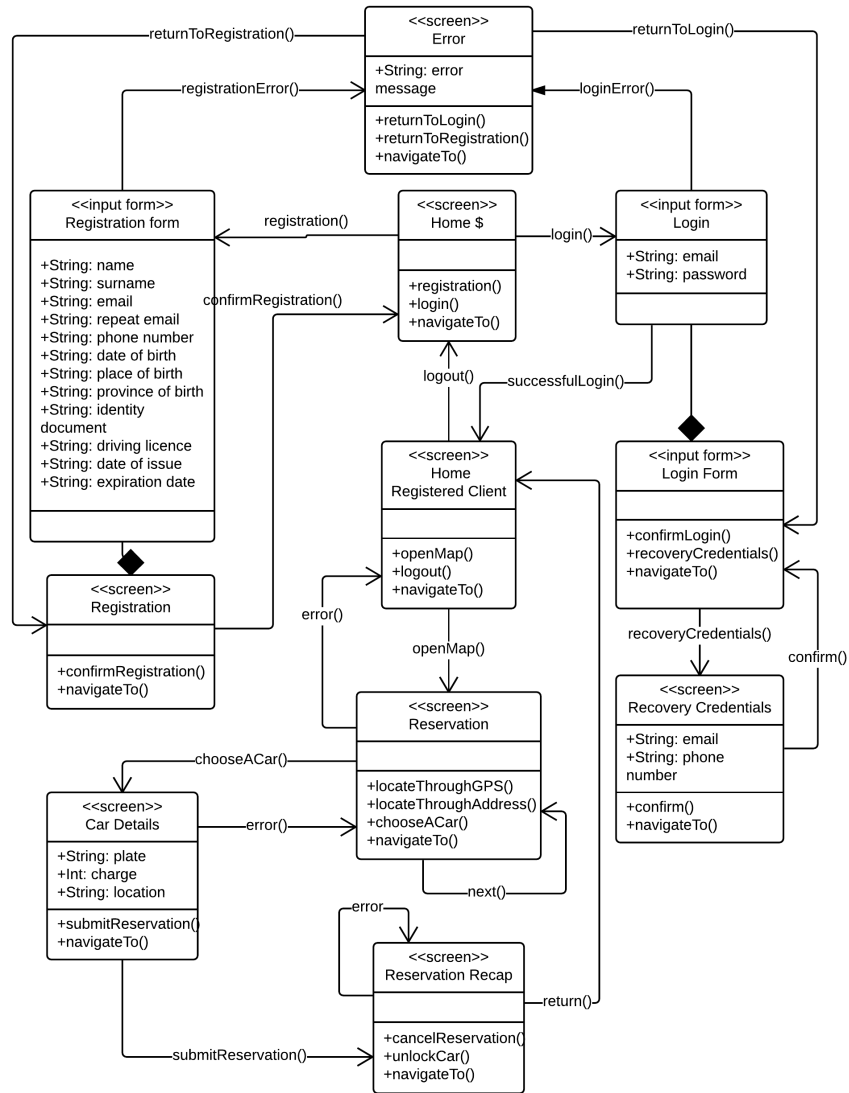 <<screen>>
Error
+String: error
message
+returnToLogin()
+returnToRegistration()
+navigateTo()
returnToRegistration()
returnToLogin()
registrationError()
loginError()
<<input form>>
Registration form
+String: name
+String: surname
+String: email
+String: repeat email
+String: phone number
+String: date of birth
+String: place of birth
+String: province of birth
+String: identity
document
+String: driving licence
+String: date of issue
+String: expiration date
registration()
<<screen>>
Home $
+registration()
+login()
+navigateTo()
login()
<<input form>>
Login
+String: email
+String: password
confirmRegistration()
logout()
successfulLogin()
<<screen>>
Home
Registered Client
+openMap()
+logout()
+navigateTo()
<<input form>>
Login Form
+confirmLogin()
+recoveryCredentials()
+navigateTo()
<<screen>>
Registration
+confirmRegistration()
+navigateTo()
error()
openMap()
recoveryCredentials()
confirm()
<<screen>>
Reservation
+locateThroughGPS()
+locateThroughAddress()
+chooseACar()
+navigateTo()
<<screen>>
Recovery Credentials
+String: email
+String: phone
number
+confirm()
+navigateTo()
chooseACar()
<<screen>>
Car Details
+String: plate
+Int: charge
+String: location
+submitReservation()
+navigateTo()
error()
next()
error
<<screen>>
Reservation Recap
+cancelReservation()
+unlockCar()
+navigateTo()
return()
submitReservation()